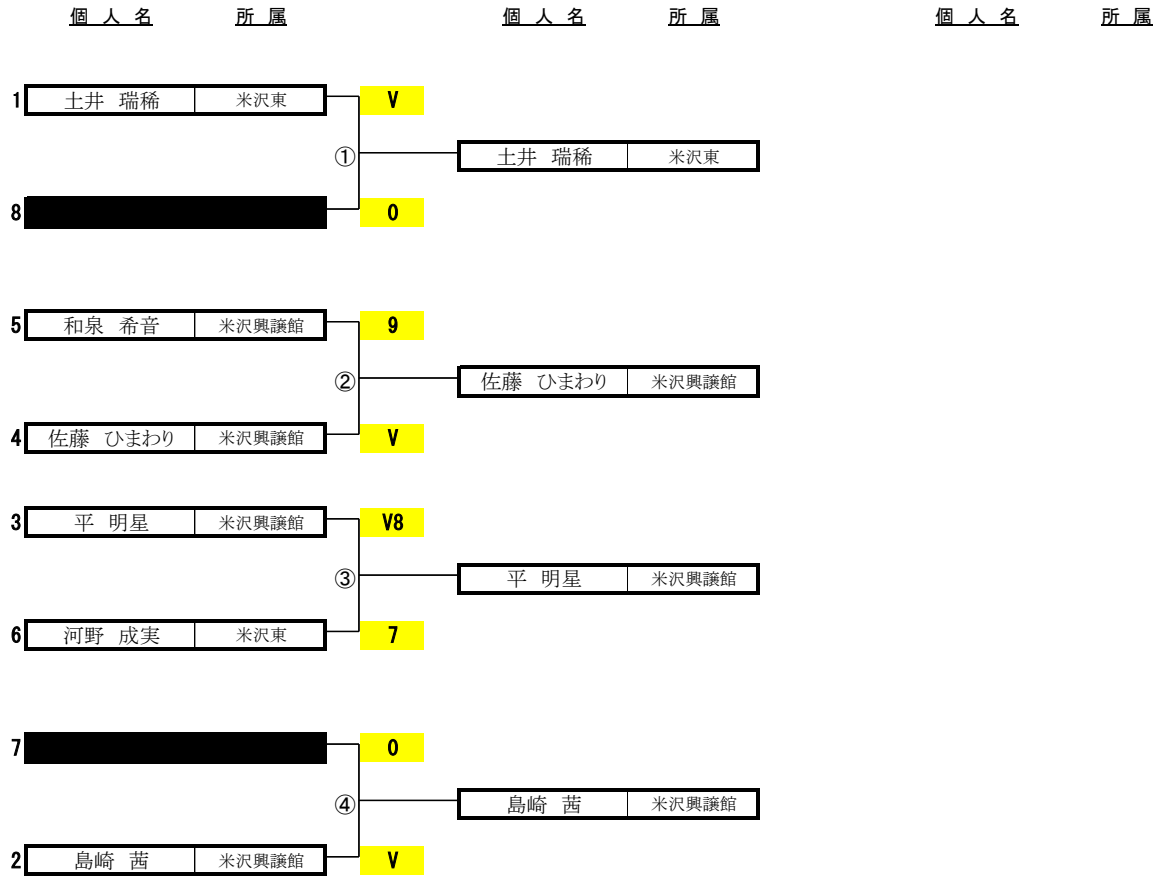 個 人 名 所 属 個 人 名 所 属 個 人 名 所 属
1 土井 瑞稀 米沢東 V
① 土井 瑞稀 米沢東
8 0
5 和泉 希音 米沢興譲館 9
② 佐藤 ひまわり 米沢興譲館
4 佐藤 ひまわり 米沢興譲館 V
3 平 明星 米沢興譲館 V8
③ 平 明星 米沢興譲館
6 河野 成実 米沢東 7
7 0
④ 島崎 茜 米沢興譲館
2 島崎 茜 米沢興譲館 V